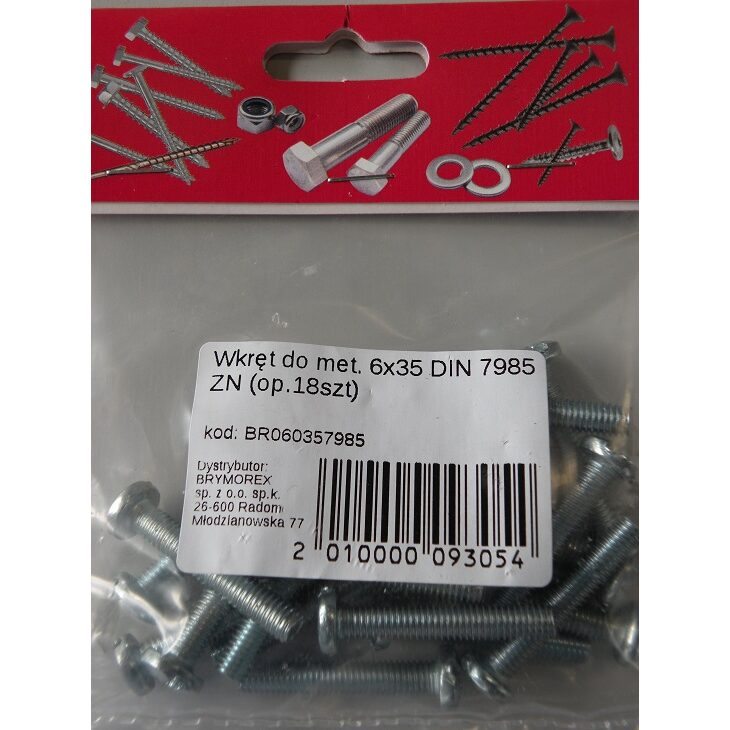 Wkręt do met. 6x35 DIN 7985
ZN (op.18szt)
kod: BR060357985
Dystrybutor:
BRYMOREX
sp. z o.o. sp.k.
26-600 Radom
Młodzianowska 77
2 010000 093054